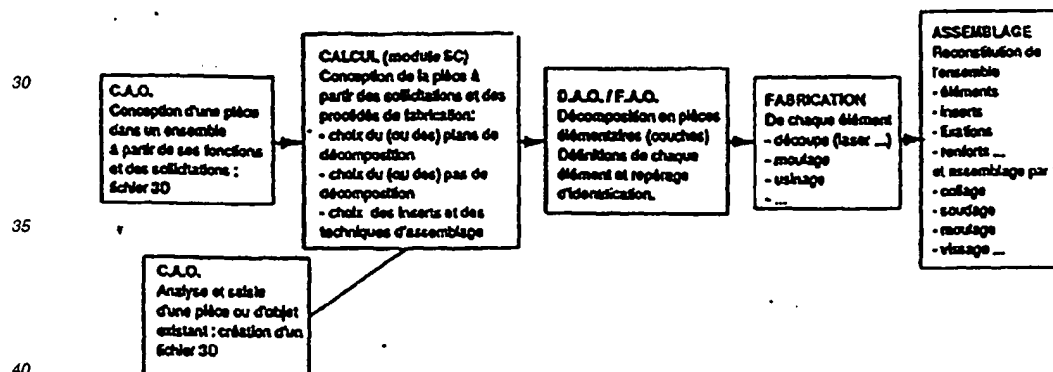 30
35
40
C.A.O.
Conception d'une pièce
dans un ensemble
à partir de ses fonctions
et des sollicitations ;
fichier 3D
C.A.O.
Analyse et saisie
d'une pièce ou d'objet
existant ; création d'un
fichier 3D
CALCUL (module SC)
Conception de la pièce à
partir des sollicitations et des
procédés de fabrication:
- choix du (ou des) plans de
décomposition
- choix du (ou des) pas de
décomposition
- choix des inserts et des
techniques d'assemblage
D.A.O. / F.A.O.
Décomposition en pièces
élémentaires (couches)
Définitions de chaque
élément et repérage
d'identification.
FABRICATION
De chaque élément
- découpe (laser ...)
- moulage
- usinage
- ...
ASSEMBLAGE
Reconstitution de
l'ensemble
- éléments
- inserts
- fixations
- renforts ...
et assemblage par
- collage
- soudage
- moulage
- vissage ...